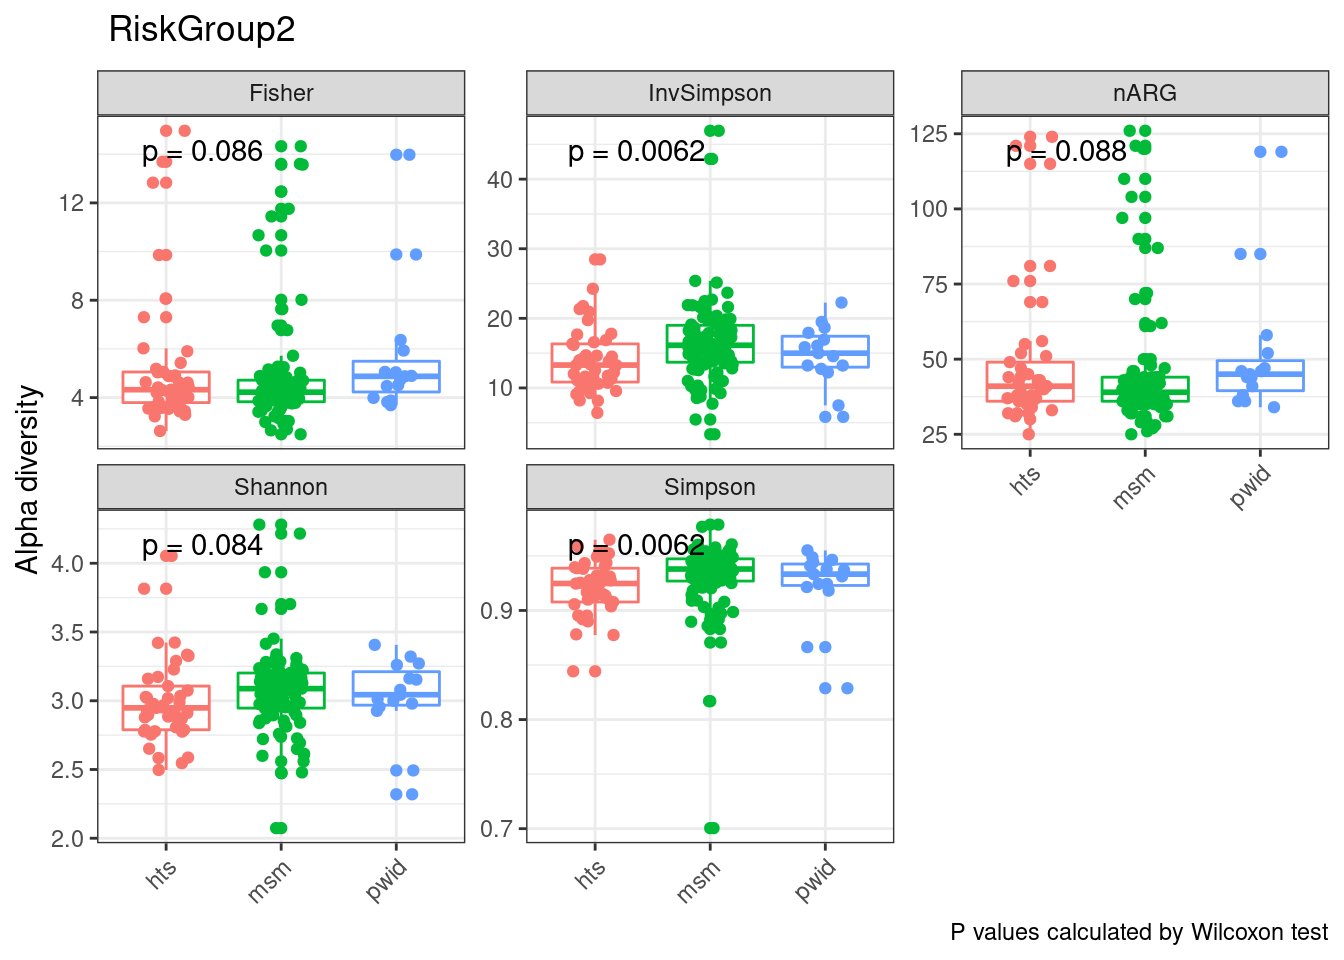 RiskGroup2
Fisher
InvSimpson
nARG
p = 0.086
p = 0.0062
p = 0.088
12
8
4
40
30
20
10
125
100
75
50
25
hts
msm
pwid
Alpha diversity
Shannon
Simpson
p = 0.084
p = 0.0062
4.0
3.5
3.0
2.5
2.0
0.9
0.8
0.7
hts
msm
pwid
hts
msm
pwid
P values calculated by Wilcoxon test